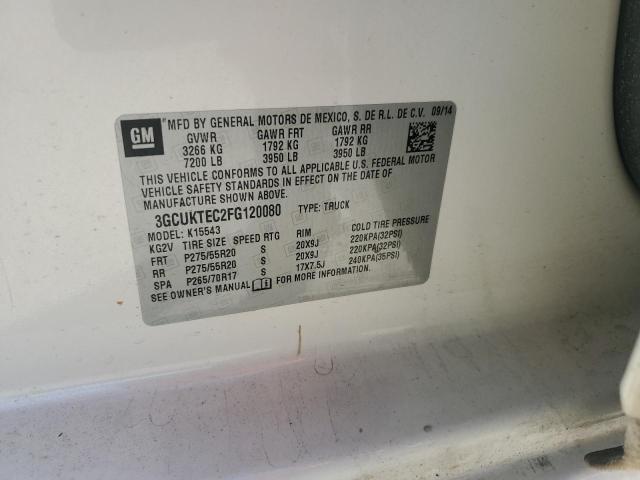 GM
MFD BY GENERAL MOTORS DE MEXICO, S. DE R.L. DE C.V. 09/14
GVWR GAWR FRT GAWR RR
3266 KG 1792 KG 1792 KG
7200 LB 3950 LB 3950 LB
THIS VEHICLE CONFORMS TO ALL APPLICABLE U.S. FEDERAL MOTOR
VEHICLE SAFETY STANDARDS IN EFFECT ON THE DATE OF
MANUFACTURE SHOWN ABOVE.
3GCUKTEC2FG120080 TYPE: TRUCK
MODEL: K15543
KG2V TIRE SIZE SPEED RTG RIM COLD TIRE PRESSURE
FRT P275/55R20 S 20X9J 220KPA(32PSI)
RR P275/55R20 S 20X9J 220KPA(32PSI)
SPA P265/70R17 S 17X7.5J 240KPA(35PSI)
SEE OWNER'S MANUAL FOR MORE INFORMATION.